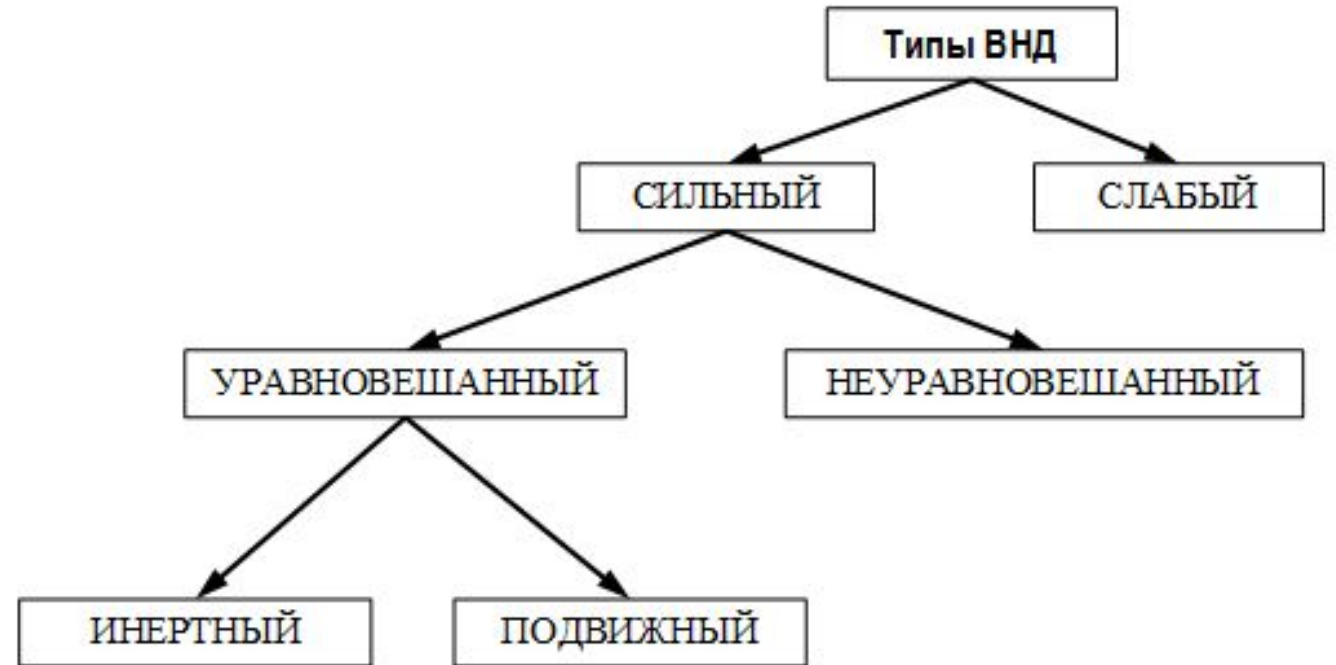 Типы ВНД
СИЛЬНЫЙ
СЛАБЫЙ
УРАВНОВЕШАННЫЙ
НЕУРАВНОВЕШАННЫЙ
ИНЕРТНЫЙ
ПОДВИЖНЫЙ